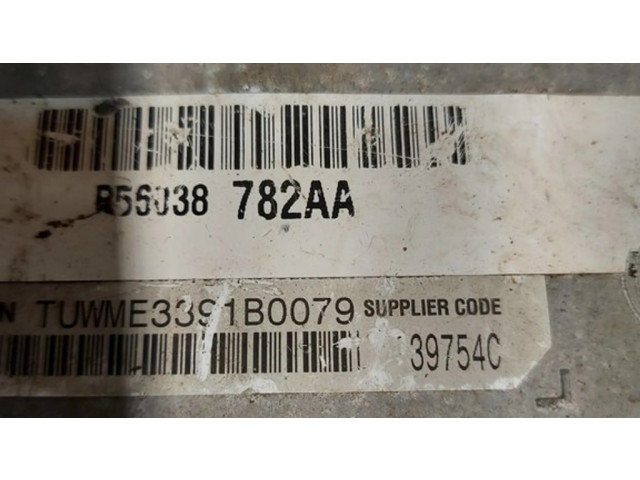 P56038 782AA
N TUWME3391B0079 SUPPLIER CODE
39754C